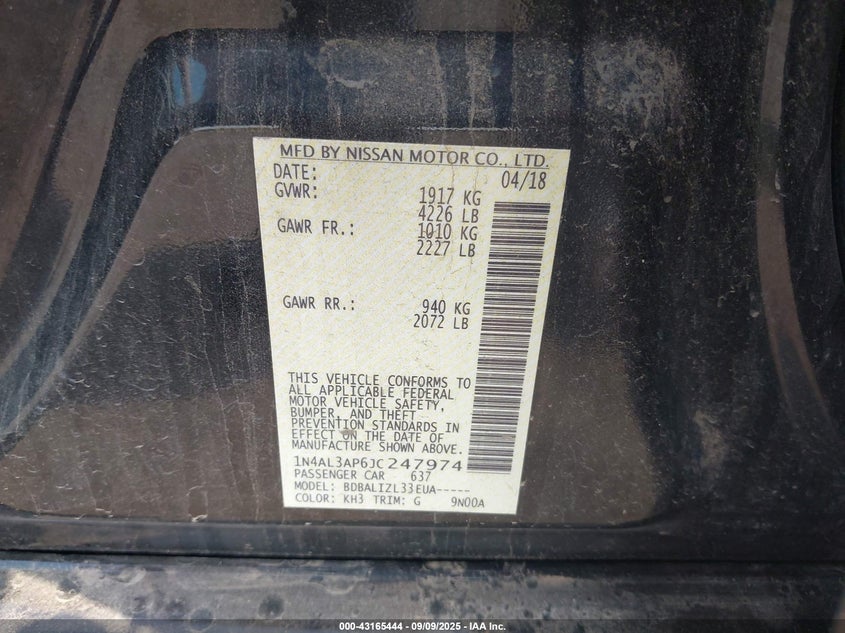 MFD BY NISSAN MOTOR CO., LTD.
DATE: 04/18
GVWR: 1917 KG
4226 LB
GAWR FR.: 1010 KG
2227 LB
GAWR RR.: 940 KG
2072 LB
THIS VEHICLE CONFORMS TO
ALL APPLICABLE FEDERAL
MOTOR VEHICLE SAFETY,
BUMPER, AND THEFT
PREVENTION STANDARDS IN
EFFECT ON THE DATE OF
MANUFACTURE SHOWN ABOVE.
1N4AL3AP6JC247974
PASSENGER CAR 637
MODEL: BDBALIZL33EUA-----
COLOR: KH3 TRIM: G 9N00A
000-43165444 - 09/09/2025 - IAA Inc.